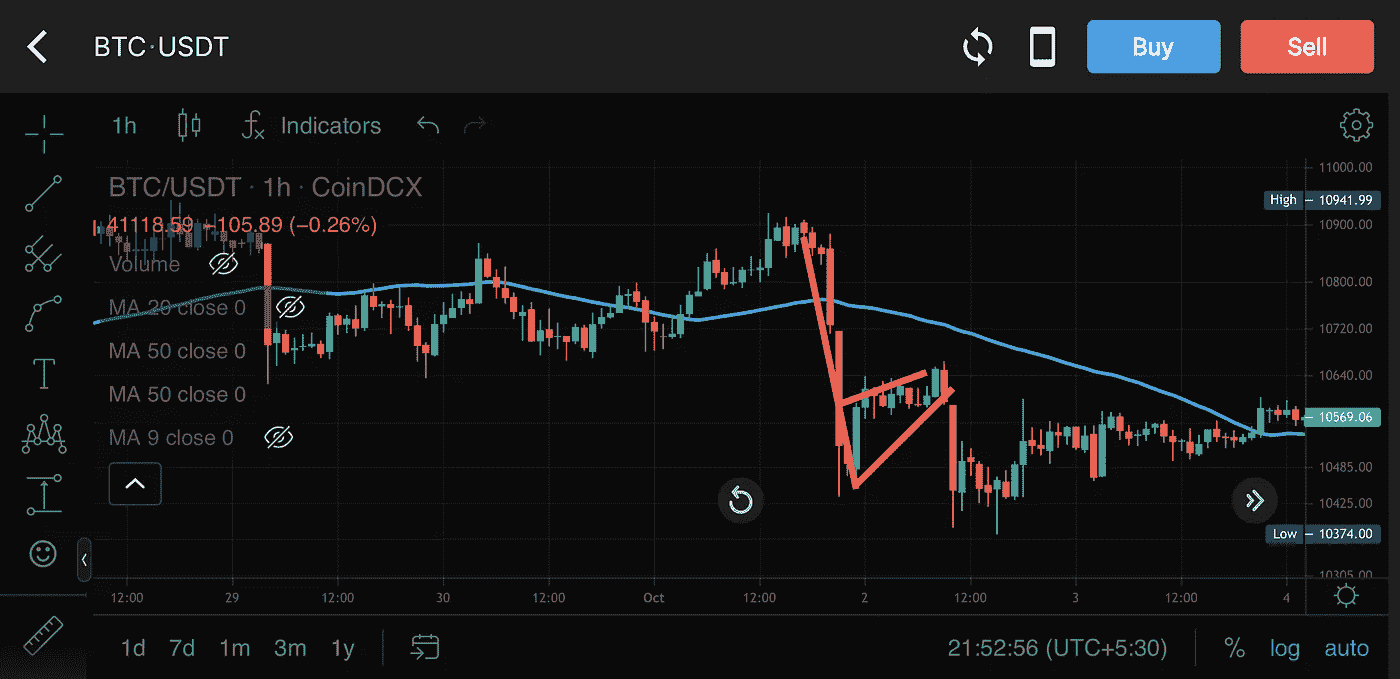 BTC·USDT
Buy
Sell
1h
Indicators
BTC/USDT · 1h · CoinDCX
41118.59 −105.89 (−0.26%)
Volume
MA 20 close 0
MA 50 close 0
MA 50 close 0
MA 9 close 0
11000.00
High 10941.99
10900.00
10800.00
10720.00
10640.00
10569.06
10485.00
10425.00
Low 10374.00
10305.00
12:00 29 12:00 30 12:00 Oct 12:00 2 12:00 3 12:00 4
1d 7d 1m 3m 1y
21:52:56 (UTC+5:30)
% log auto